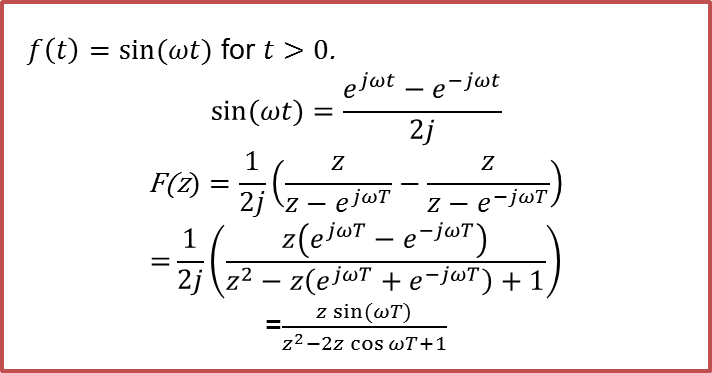 f(t) = sin(ωt) for t > 0.
sin(ωt) = (e^{jωt} − e^{−jωt}) / 2j
F(z) = 1/2j (z / (z − e^{jωT}) − z / (z − e^{−jωT}))
= 1/2j (z(e^{jωT} − e^{−jωT}) / (z² − z(e^{jωT} + e^{−jωT}) + 1))
= z sin(ωT) / (z²−2z cos ωT+1)